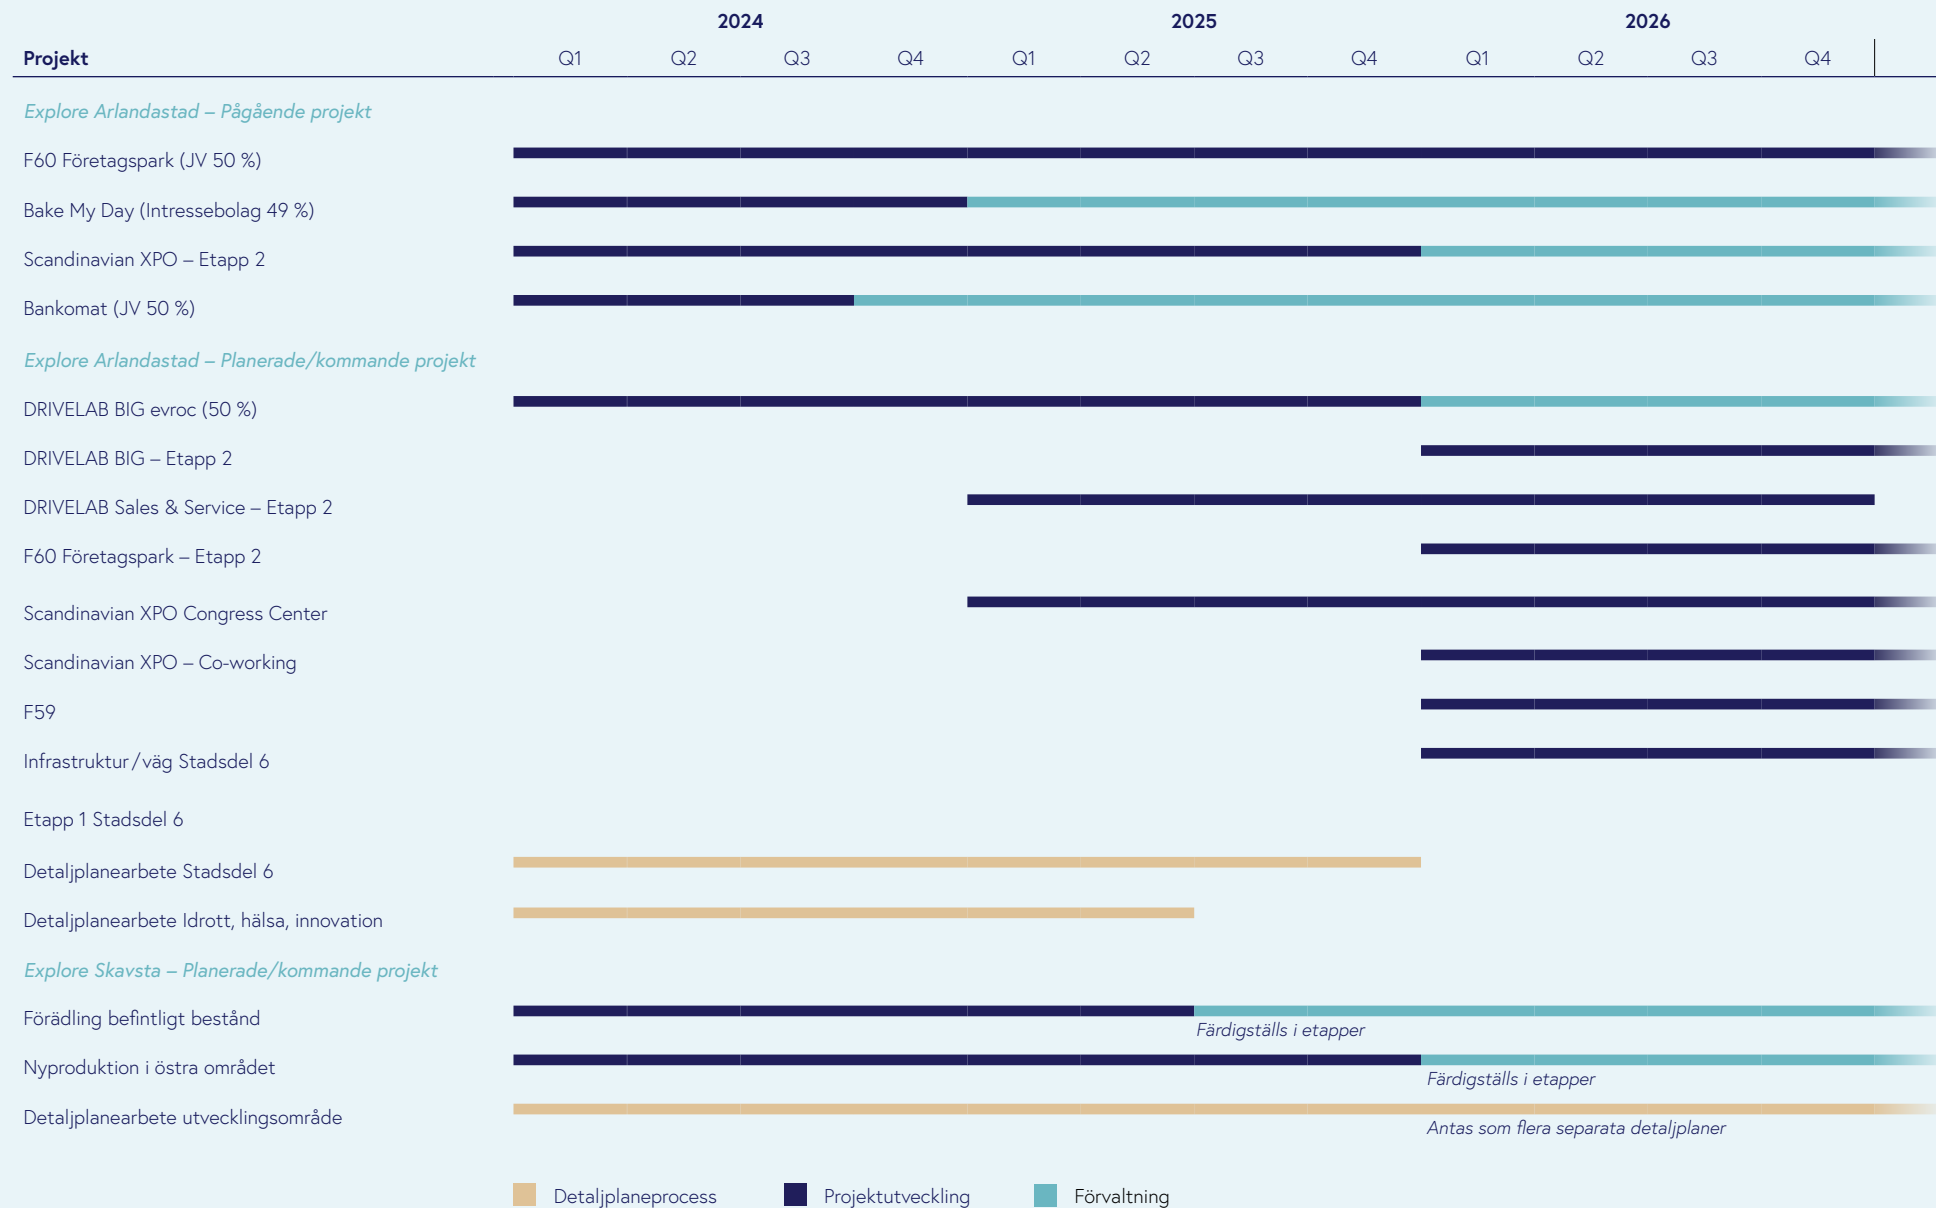 2024 2025 2026
Projekt Q1 Q2 Q3 Q4 Q1 Q2 Q3 Q4 Q1 Q2 Q3 Q4
Explore Arlandastad – Pågående projekt
F60 Företagspark (JV 50 %)
Bake My Day (Intressebolag 49 %)
Scandinavian XPO – Etapp 2
Bankomat (JV 50 %)
Explore Arlandastad – Planerade/kommande projekt
DRIVELAB BIG evroc (50 %)
DRIVELAB BIG – Etapp 2
DRIVELAB Sales & Service – Etapp 2
F60 Företagspark – Etapp 2
Scandinavian XPO Congress Center
Scandinavian XPO – Co-working
F59
Infrastruktur/väg Stadsdel 6
Etapp 1 Stadsdel 6
Detaljplanearbete Stadsdel 6
Detaljplanearbete Idrott, hälsa, innovation
Explore Skavsta – Planerade/kommande projekt
Förädling befintligt bestånd
Färdigställs i etapper
Nyproduktion i östra området
Färdigställs i etapper
Detaljplanearbete utvecklingsområde
Antas som flera separata detaljplaner
Detaljplaneprocess Projektutveckling Förvaltning